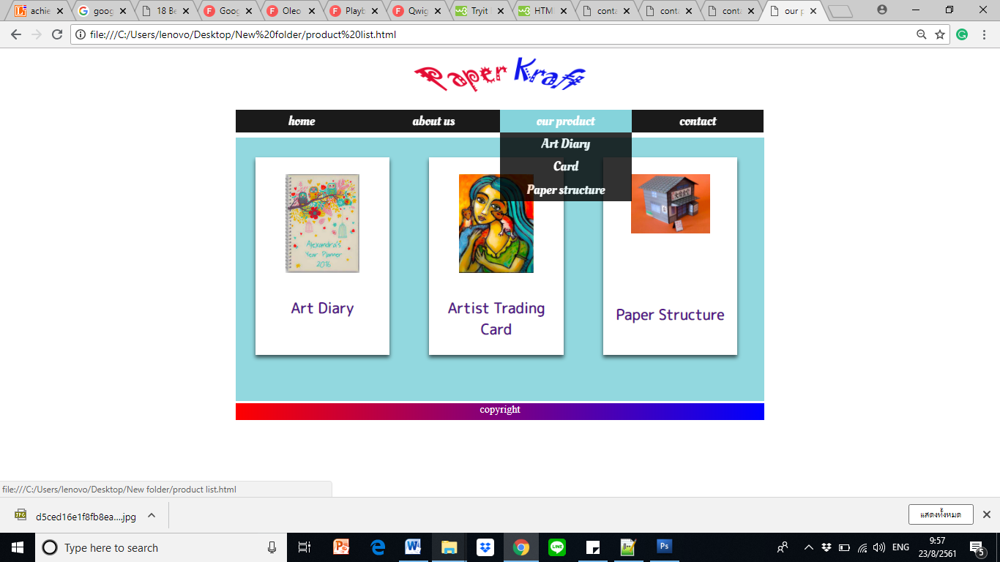 achie
goog
18 Be
Goog
Oleo
Playb
Qwig
Tryit
HTM
conta
conta
conta
our p
file:///C:/Users/lenovo/Desktop/New%20folder/product%20list.html
Paper Kraft
home about us our product contact
Art Diary
Card
Paper structure
Alexandra's
Year Planner
2016
Art Diary
Artist Trading
Card
Paper Structure
copyright
file:///C:/Users/lenovo/Desktop/New folder/product list.html
d5ced16e1f8fb8ea....jpg
แสดงทั้งหมด
Type here to search
ENG
9:57
23/8/2561
5